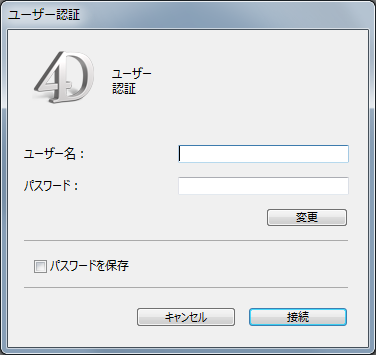 ユーザー認証
4D
ユーザー
認証
ユーザー名：
パスワード：
変更
パスワードを保存
キャンセル
接続